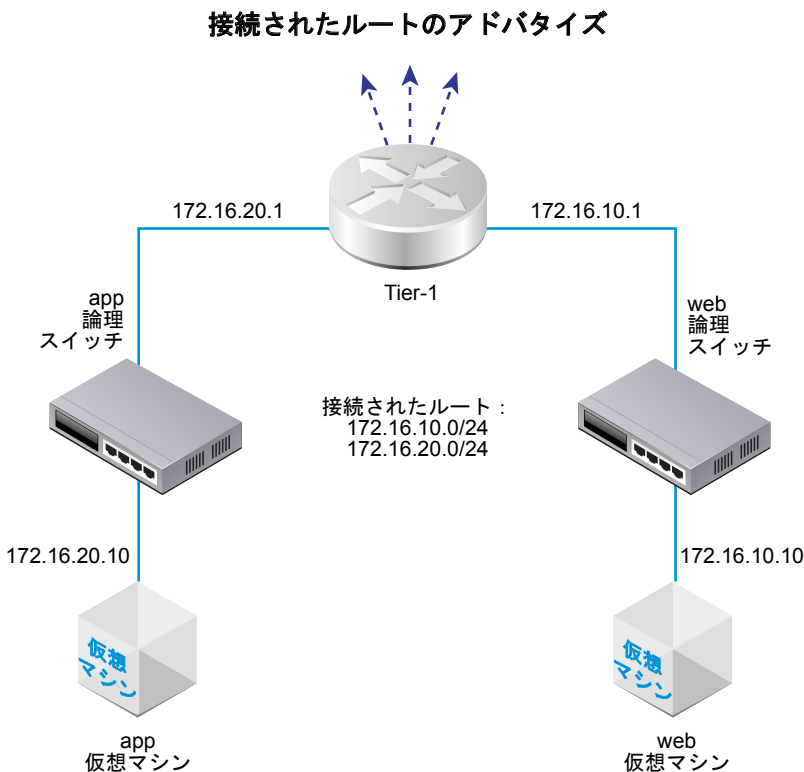 接続されたルートのアドバタイズ
172.16.20.1
172.16.10.1
Tier-1
app
論理
スイッチ
web
論理
スイッチ
接続されたルート：
172.16.10.0/24
172.16.20.0/24
172.16.20.10
172.16.10.10
仮想
マシン
仮想
マシン
app
仮想マシン
web
仮想マシン